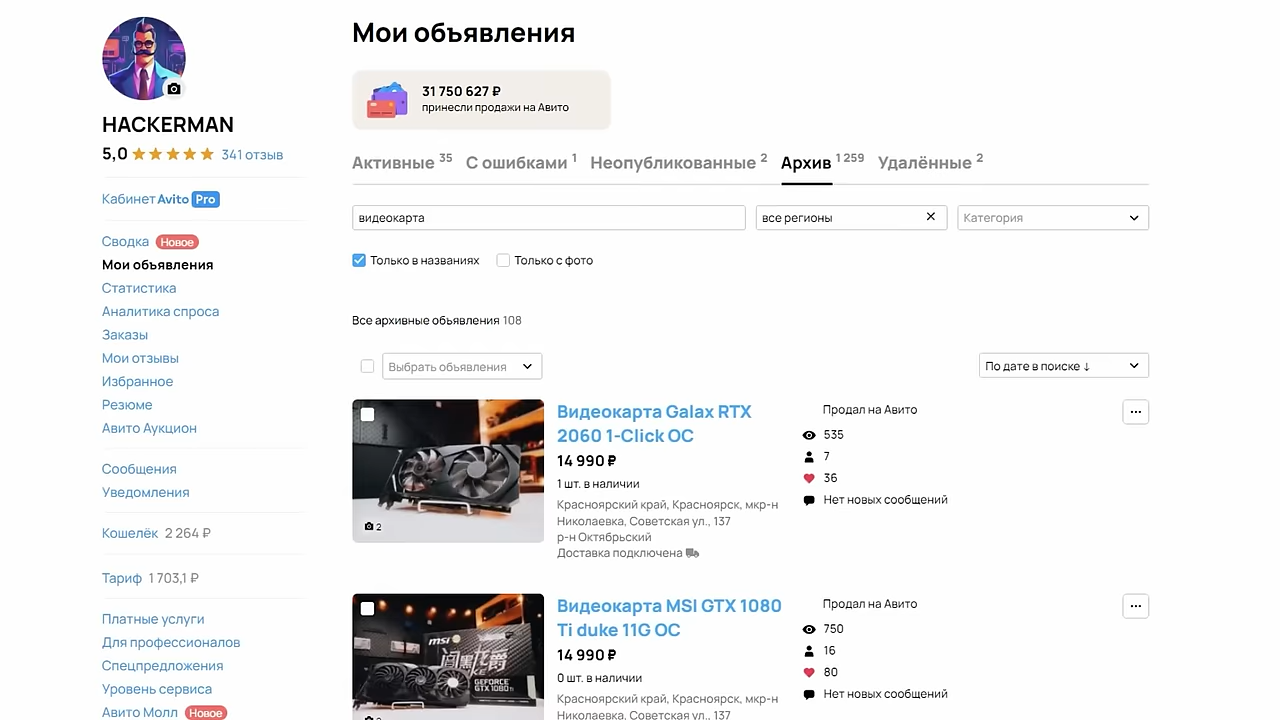 HACKERMAN
5,0 341 отзыв
Кабинет Avito Pro
Сводка Новое
Мои объявления
Статистика
Аналитика спроса
Заказы
Мои отзывы
Избранное
Резюме
Авито Аукцион
Сообщения
Уведомления
Кошелёк 2 264 ₽
Тариф 1 703,1 ₽
Платные услуги
Для профессионалов
Спецпредложения
Уровень сервиса
Авито Молл Новое
Мои объявления
31 750 627 ₽
принесли продажи на Авито
Активные 35 С ошибками 1 Неопубликованные 2 Архив 1 259 Удалённые 2
видеокарта все регионы Категория
Только в названиях Только с фото
Все архивные объявления 108
Выбрать объявления По дате в поиске ↓
2
Видеокарта Galax RTX
2060 1-Click OC
14 990 ₽
1 шт. в наличии
Красноярский край, Красноярск, мкр-н
Николаевка, Советская ул., 137
р-н Октябрьский
Доставка подключена
Продал на Авито
535
7
36
Нет новых сообщений
msi
GEFORCE
GTX 1080 Ti
Видеокарта MSI GTX 1080
Ti duke 11G OC
14 990 ₽
0 шт. в наличии
Красноярский край, Красноярск, мкр-н
Николаевка, Советская ул., 137
Продал на Авито
750
16
80
Нет новых сообщений